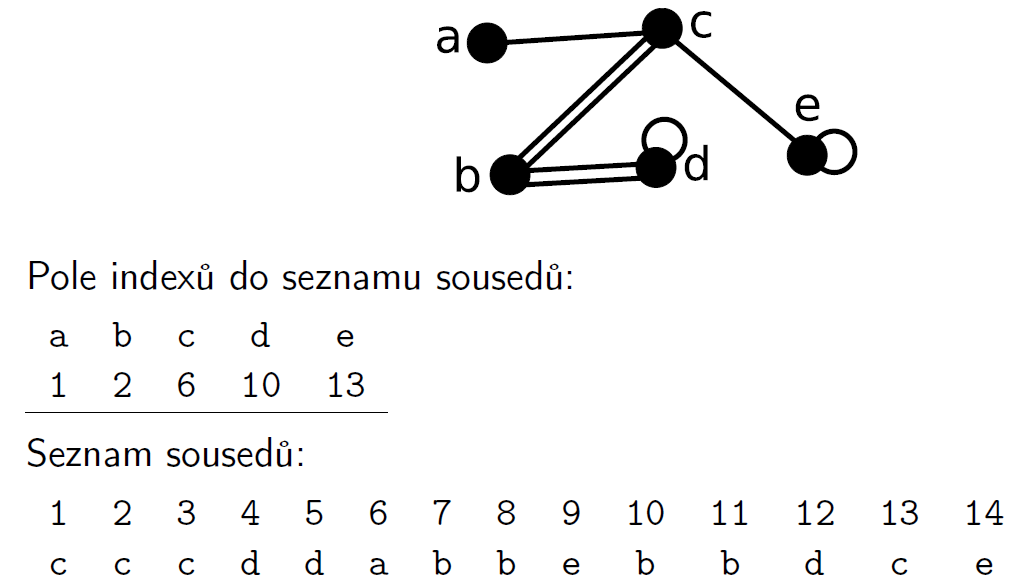 a
c
e
b
d
Pole indexů do seznamu sousedů:
a b c d e
1 2 6 10 13
Seznam sousedů:
1 2 3 4 5 6 7 8 9 10 11 12 13 14
c c c d d a b b e b b d c e